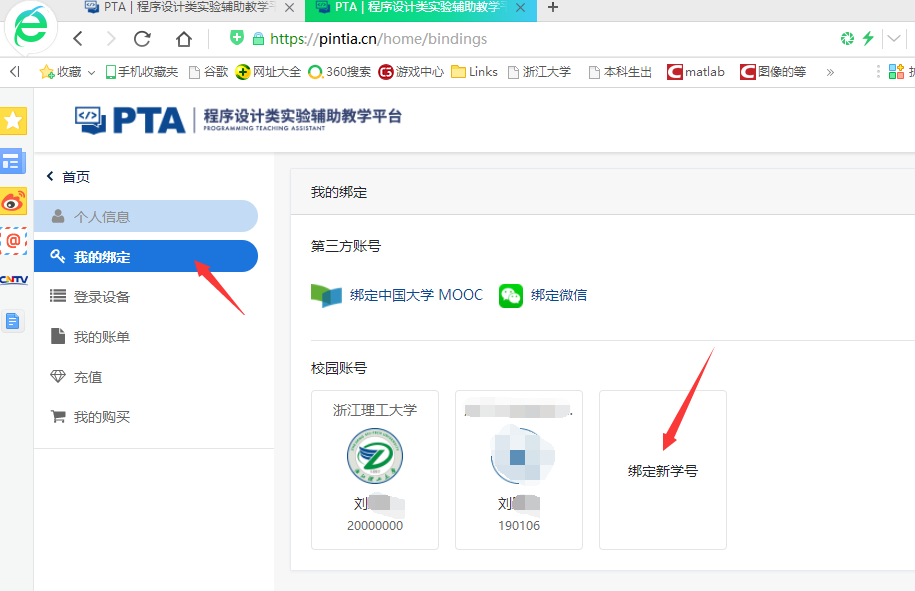 PTA | 程序设计类实验辅助教学平
PTA | 程序设计类实验辅助教学平
https://pintia.cn/home/bindings
收藏
手机收藏夹
谷歌
网址大全
360搜索
游戏中心
Links
浙江大学
本科生出
matlab
图像的等
PTA
程序设计类实验辅助教学平台
PROGRAMMING TEACHING ASSISTANT
CNTV
首页
个人信息
我的绑定
登录设备
我的账单
充值
我的购买
我的绑定
第三方账号
绑定中国大学 MOOC
绑定微信
校园账号
浙江理工大学
刘
20000000
刘
190106
绑定新学号